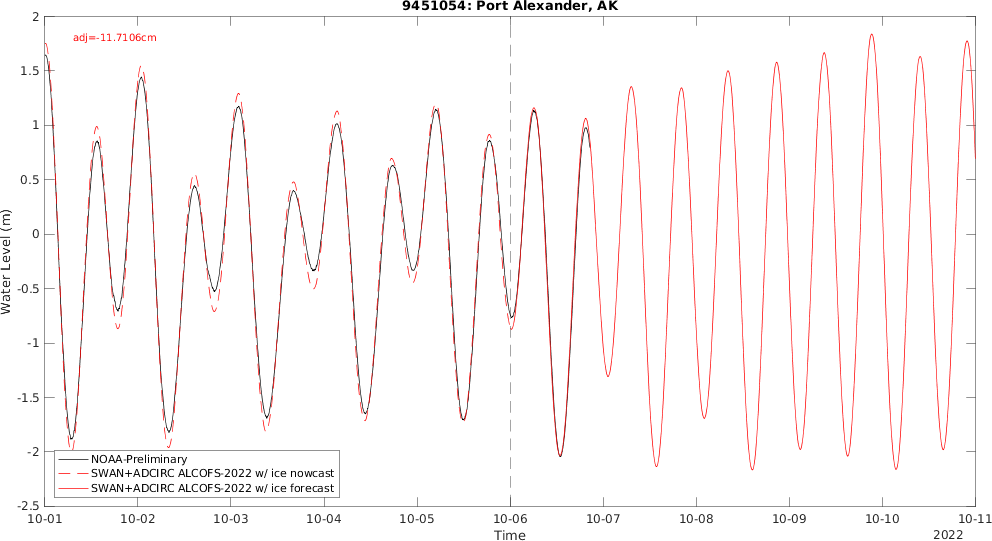 9451054: Port Alexander, AK
adj=-11.7106cm
2
1.5
1
0.5
0
-0.5
-1
-1.5
-2
-2.5
Water Level (m)
NOAA-Preliminary
SWAN+ADCIRC ALCOFS-2022 w/ ice nowcast
SWAN+ADCIRC ALCOFS-2022 w/ ice forecast
10-01 10-02 10-03 10-04 10-05 10-06 10-07 10-08 10-09 10-10 10-11
Time
2022